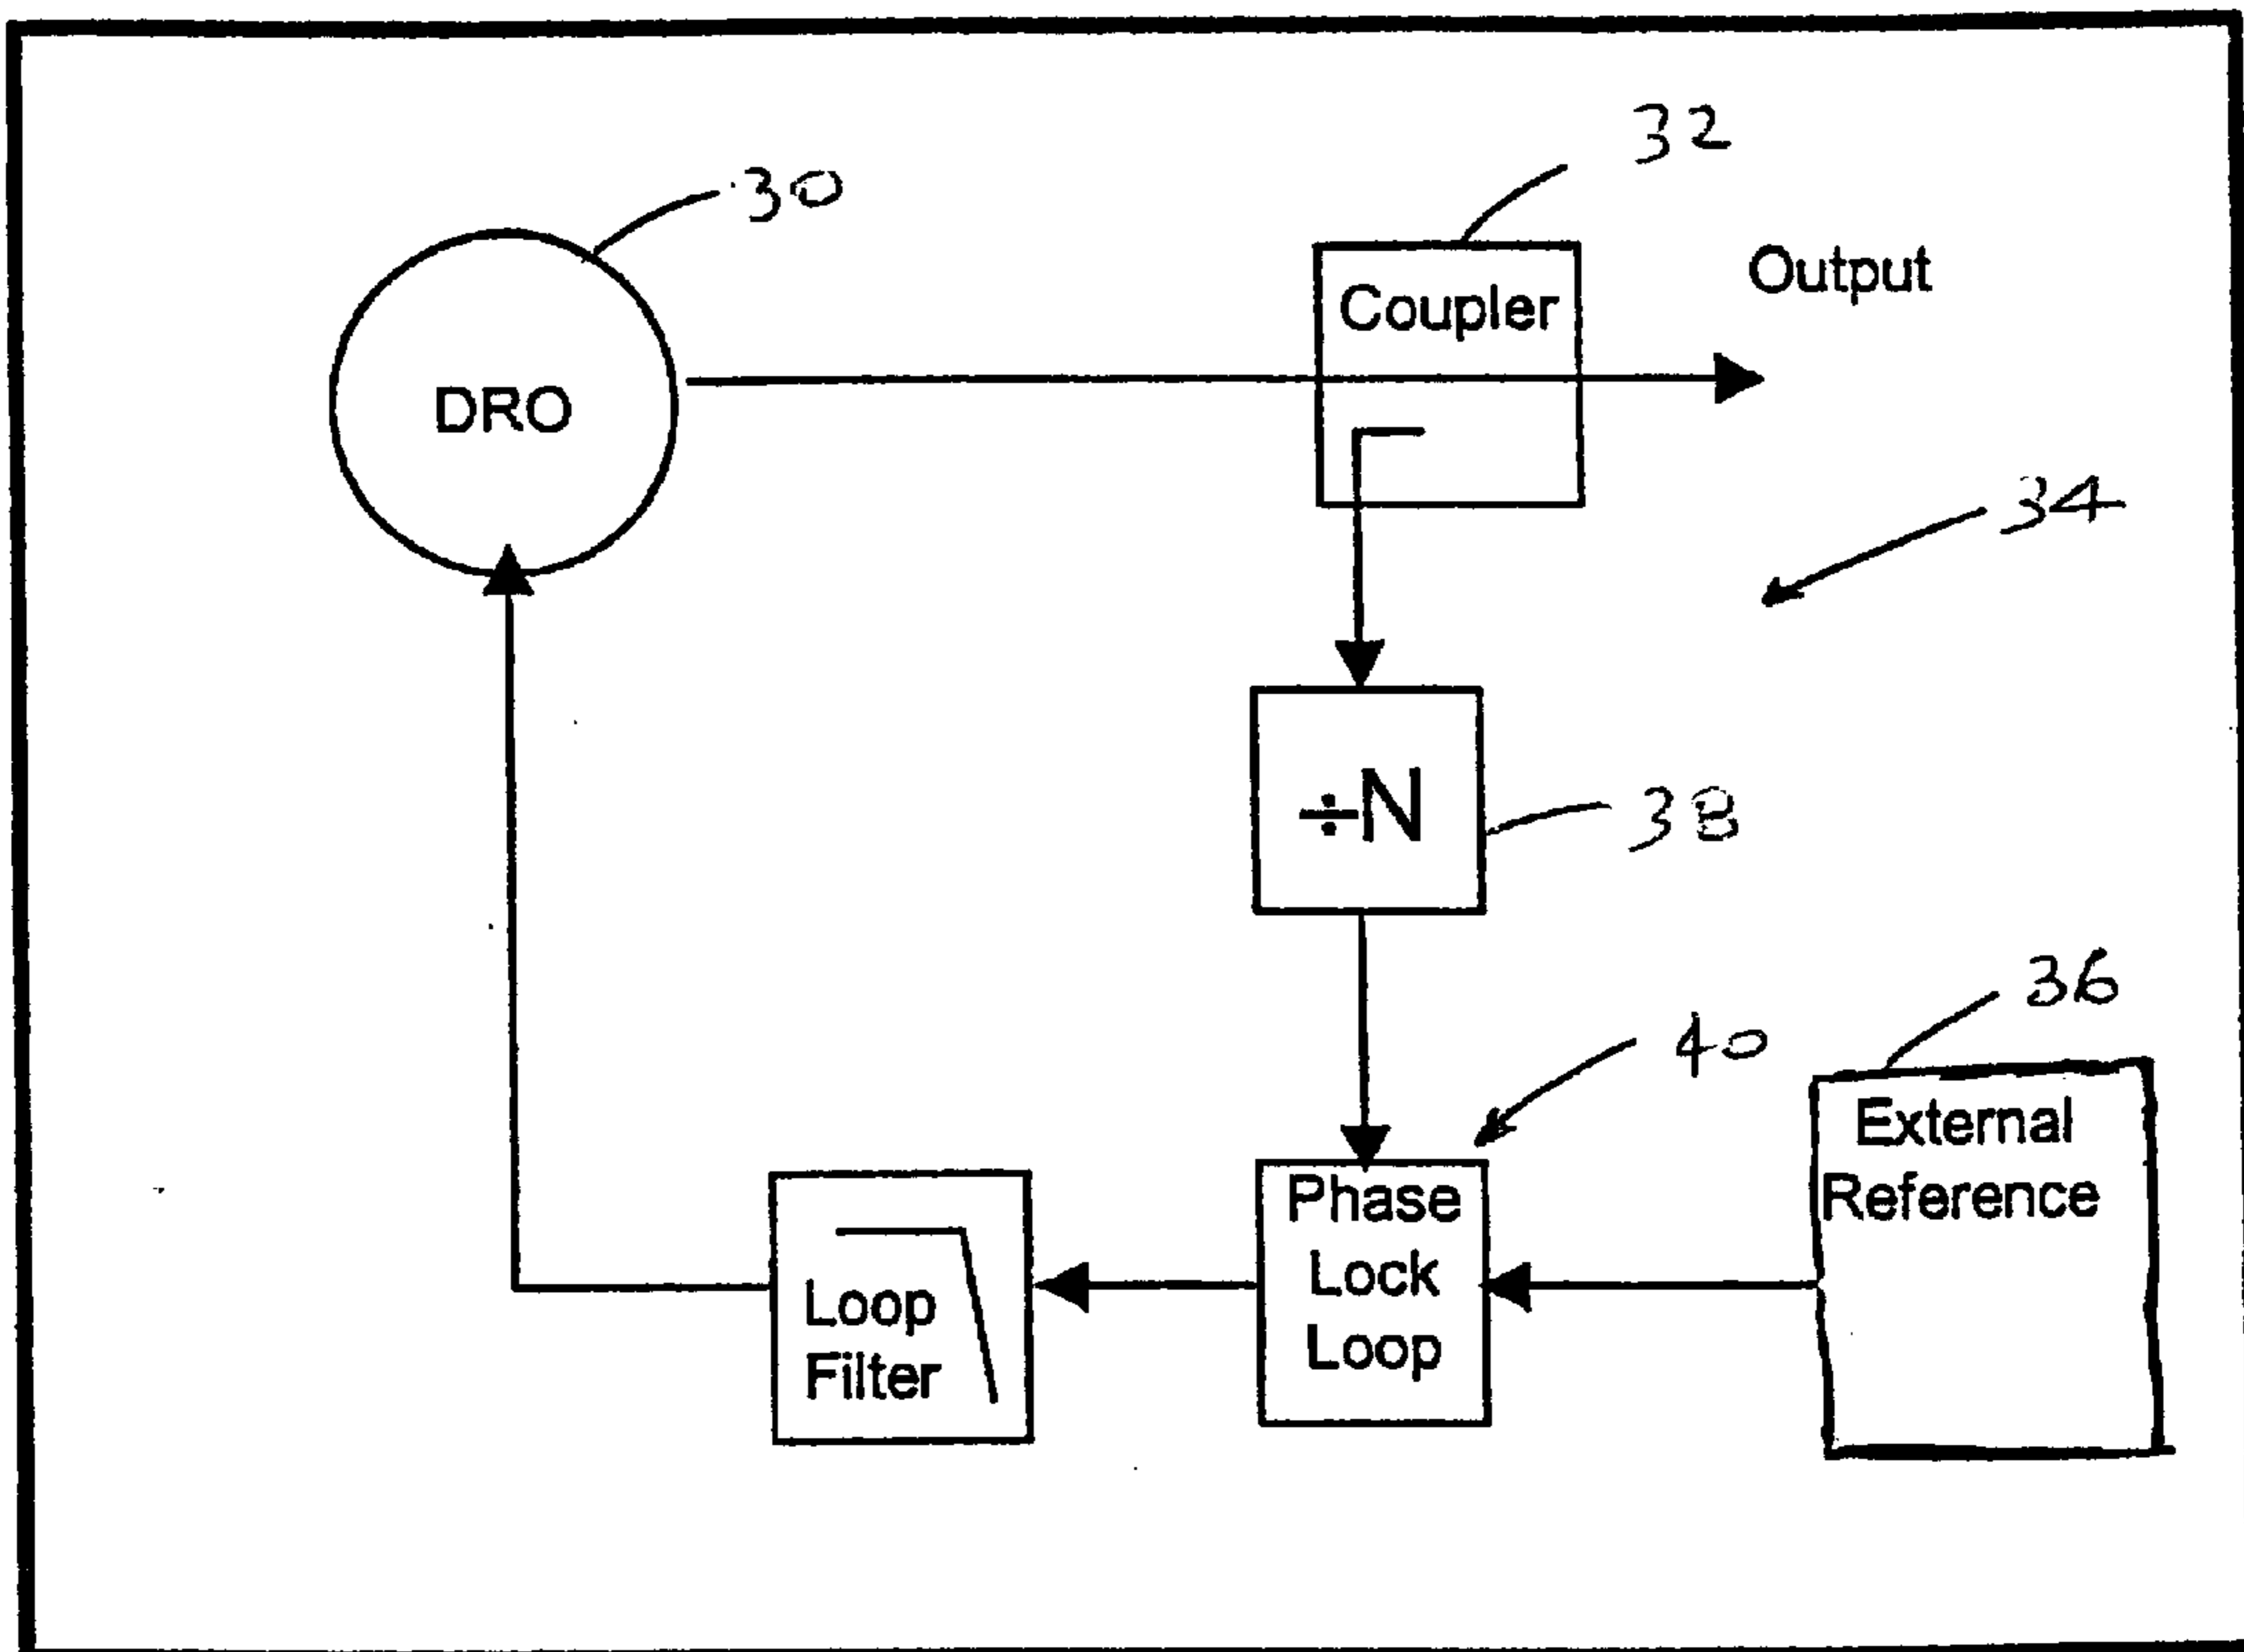 32
30
Output
Coupler
DRO
34
÷N
38
36
40
External
Reference
Phase
Lock
Loop
Loop
Filter